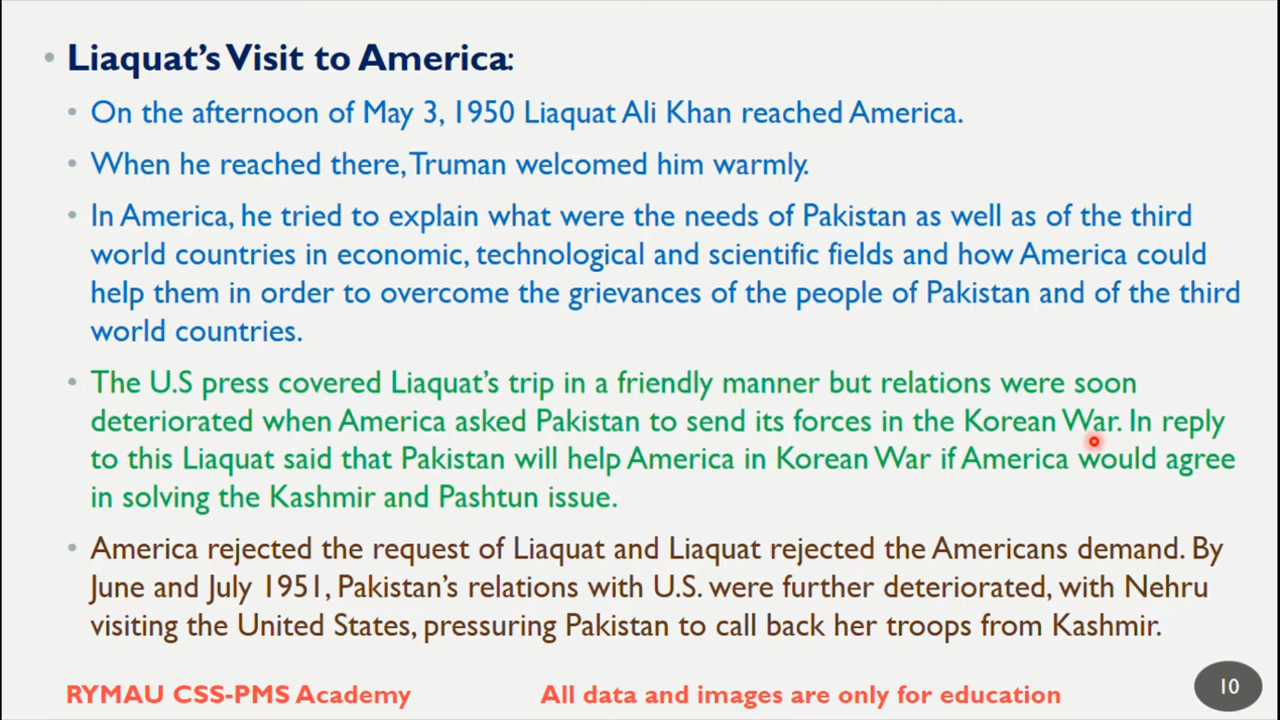 • Liaquat's Visit to America:
• On the afternoon of May 3, 1950 Liaquat Ali Khan reached America.
• When he reached there, Truman welcomed him warmly.
• In America, he tried to explain what were the needs of Pakistan as well as of the third
world countries in economic, technological and scientific fields and how America could
help them in order to overcome the grievances of the people of Pakistan and of the third
world countries.
• The U.S press covered Liaquat's trip in a friendly manner but relations were soon
deteriorated when America asked Pakistan to send its forces in the Korean War. In reply
to this Liaquat said that Pakistan will help America in Korean War if America would agree
in solving the Kashmir and Pashtun issue.
• America rejected the request of Liaquat and Liaquat rejected the Americans demand. By
June and July 1951, Pakistan's relations with U.S. were further deteriorated, with Nehru
visiting the United States, pressuring Pakistan to call back her troops from Kashmir.
RYMAU CSS-PMS Academy All data and images are only for education 10